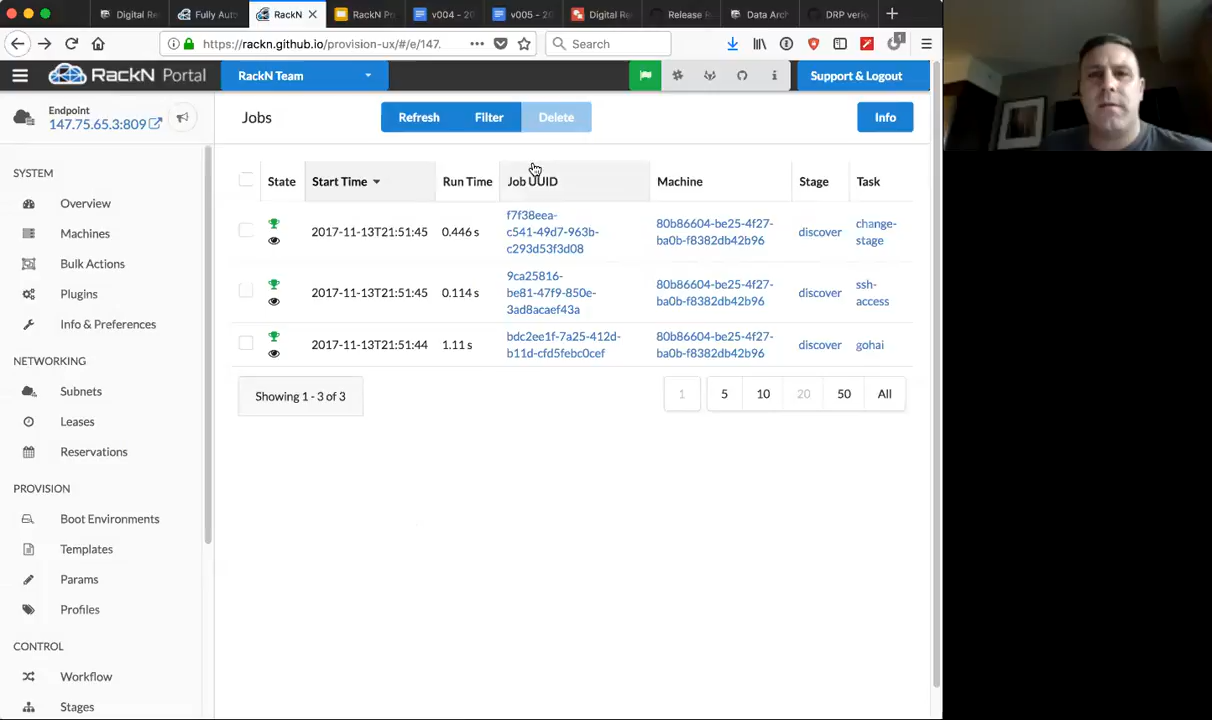 Digital Re
Fully Aut
RackN
RackN Po
v004 - 20
v005 - 20
Digital Re
Release R
Data Arch
DRP verig
https://rackn.github.io/provision-ux/#/e/147.
Search
RackN Portal
RackN Team
Support & Logout
Endpoint
147.75.65.3:809
Jobs
Refresh
Filter
Delete
Info
SYSTEM
Overview
Machines
Bulk Actions
Plugins
Info & Preferences
NETWORKING
Subnets
Leases
Reservations
PROVISION
Boot Environments
Templates
Params
Profiles
CONTROL
Workflow
Stages
State
Start Time
Run Time
Job UUID
Machine
Stage
Task
2017-11-13T21:51:45
0.446 s
f7f38eea-
c541-49d7-963b-
c293d53f3d08
80b86604-be25-4f27-
ba0b-f8382db42b96
discover
change-
stage
2017-11-13T21:51:45
0.114 s
9ca25816-
be81-47f9-850e-
3ad8acaef43a
80b86604-be25-4f27-
ba0b-f8382db42b96
discover
ssh-
access
2017-11-13T21:51:44
1.11 s
bdc2ee1f-7a25-412d-
b11d-cfd5febc0cef
80b86604-be25-4f27-
ba0b-f8382db42b96
discover
gohai
Showing 1 - 3 of 3
1
5
10
20
50
All